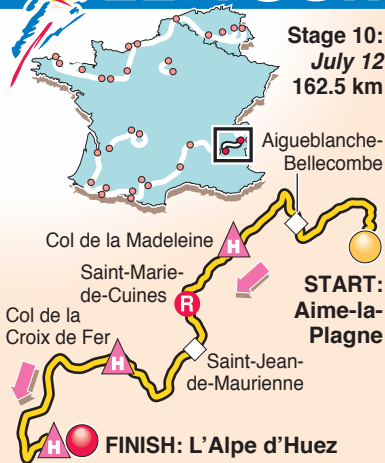 Stage 10:
July 12
162.5 km
Aigueblanche-
Bellecombe
Col de la Madeleine
H
Saint-Marie-
de-Cuines
R
START:
Aime-la-
Plagne
Col de la
Croix de Fer
H
Saint-Jean-
de-Maurienne
H
FINISH: L'Alpe d'Huez